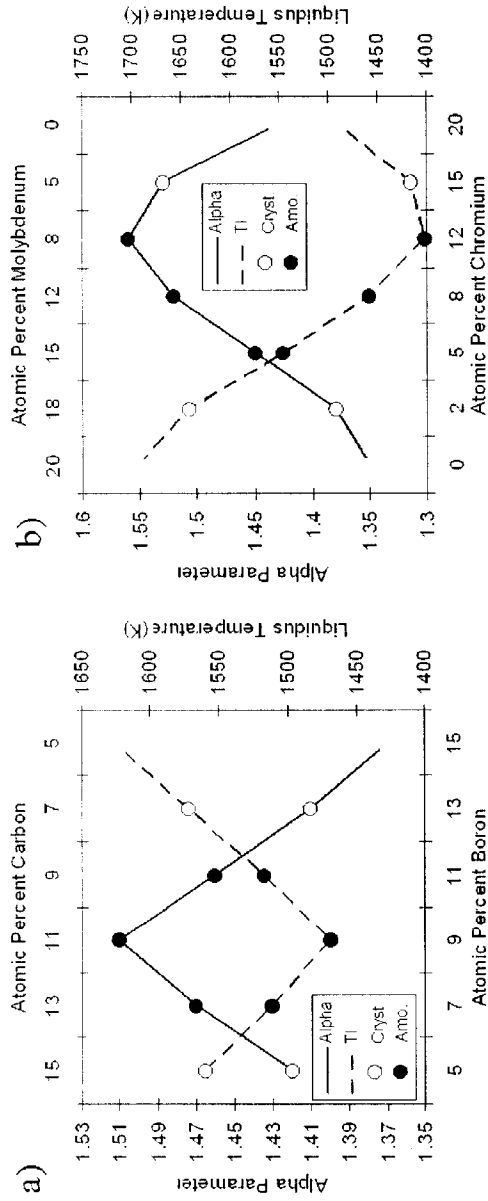 a)
Atomic Percent Carbon
15 13 11 9 7 5
Alpha Parameter
1.53
1.51
1.49
1.47
1.45
1.43
1.41
1.39
1.37
1.35
Liquidus Temperature(K)
1650
1600
1550
1500
1450
1400
Alpha
Tl
Cryst
Amo.
5 7 9 11 13 15
Atomic Percent Boron
b)
Atomic Percent Molybdenum
20 18 15 12 8 5 0
Alpha Parameter
1.6
1.55
1.5
1.45
1.4
1.35
1.3
Liquidus Temperature(K)
1750
1700
1650
1600
1550
1500
1450
1400
Alpha
Tl
Cryst
Amo.
0 2 5 8 12 15 20
Atomic Percent Chromium